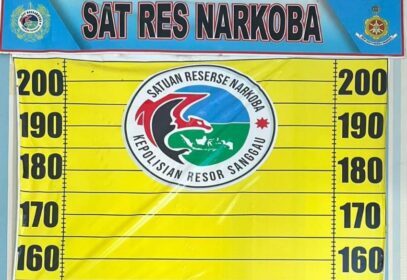 SAT RES NARKOBA
200 200
SATUAN RESERSE NARKOBA
190 190
KEPOLISIAN RESOR SANGGAU
180 180
170 170
160 160